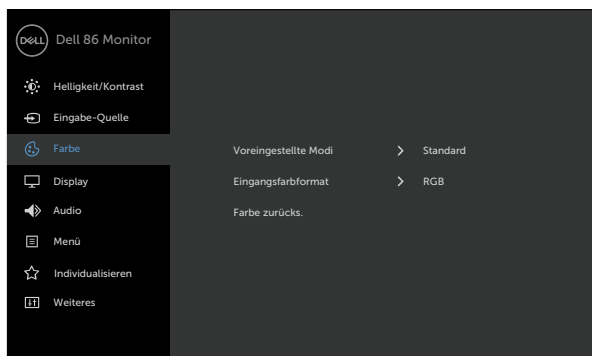 DELL Dell 86 Monitor
Helligkeit/Kontrast
Eingabe-Quelle
Farbe
Voreingestellte Modi > Standard
Display
Eingangsfarbformat > RGB
Audio
Farbe zurücks.
Menü
Individualisieren
Weiteres